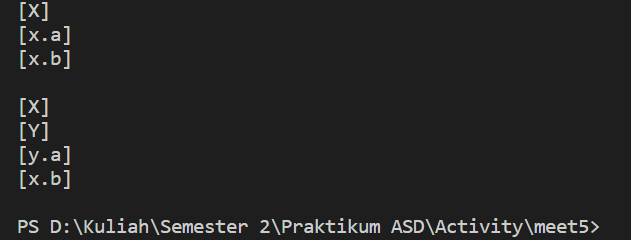 [X]
[x.a]
[x.b]
[X]
[Y]
[y.a]
[x.b]
PS D:\Kuliah\Semester 2\Praktikum ASD\Activity\meet5>